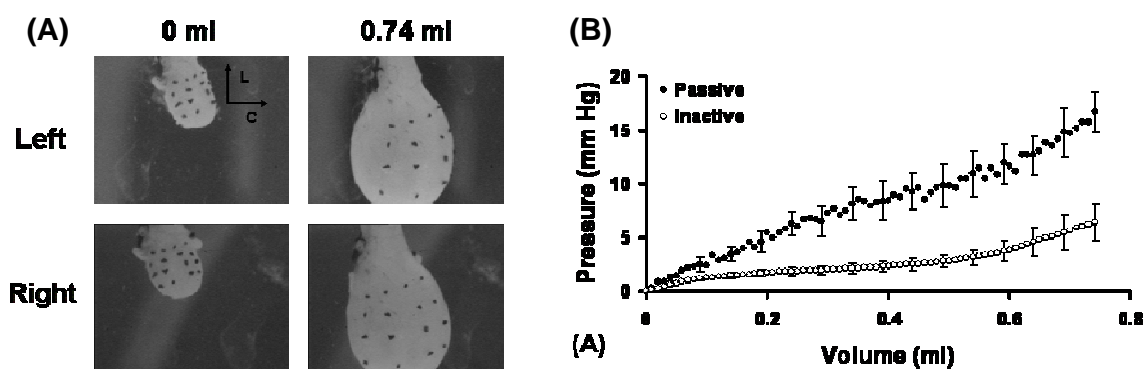 (A)
0 ml
0.74 ml
L
C
Left
Right
(B)
Pressure (mm Hg)
20
15
10
5
0
Passive
Inactive
0
0.2
0.4
0.6
0.8
(A)
Volume (ml)